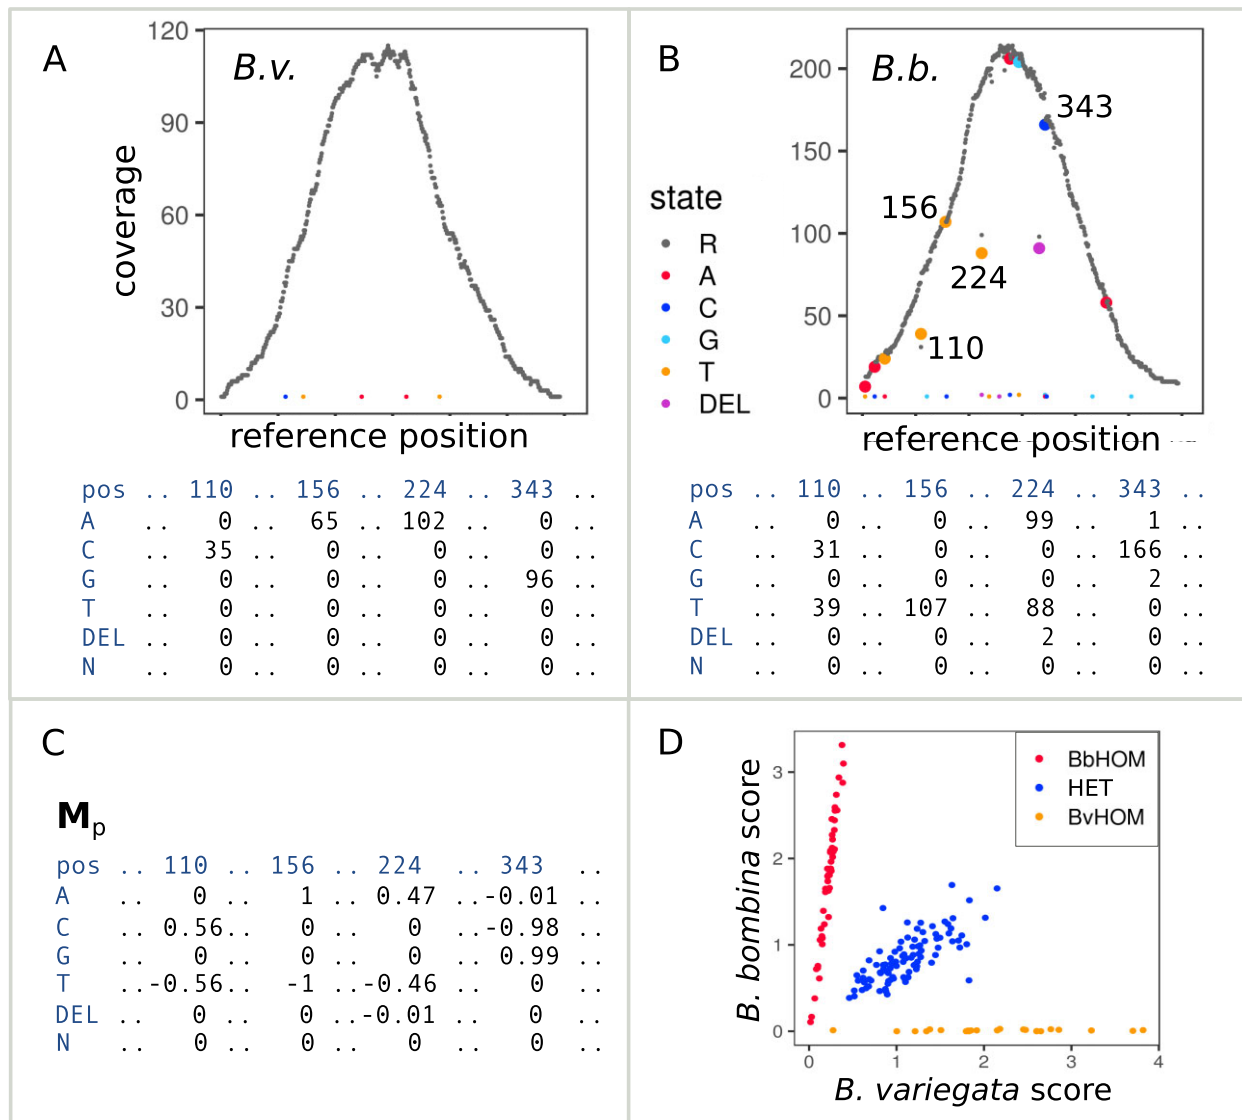 A
B.v.
coverage
120
90
60
30
0
reference position
pos .. 110 .. 156 .. 224 .. 343 ..
A .. 0 .. 65 .. 102 .. 0 ..
C .. 35 .. 0 .. 0 .. 0 ..
G .. 0 .. 0 .. 0 .. 96 ..
T .. 0 .. 0 .. 0 .. 0 ..
DEL .. 0 .. 0 .. 0 .. 0 ..
N .. 0 .. 0 .. 0 .. 0 ..
B
B.b.
state
R
A
C
G
T
DEL
200
150
100
50
0
343
156
224
110
reference position
pos .. 110 .. 156 .. 224 .. 343 ..
A .. 0 .. 0 .. 99 .. 1 ..
C .. 31 .. 0 .. 0 .. 166 ..
G .. 0 .. 0 .. 0 .. 2 ..
T .. 39 .. 107 .. 88 .. 0 ..
DEL .. 0 .. 0 .. 2 .. 0 ..
N .. 0 .. 0 .. 0 .. 0 ..
C
Mp
pos .. 110 .. 156 .. 224 .. 343 ..
A .. 0 .. 1 .. 0.47 ..-0.01 ..
C .. 0.56.. 0 .. 0 ..-0.98 ..
G .. 0 .. 0 .. 0 .. 0.99 ..
T ..-0.56.. -1 ..-0.46 .. 0 ..
DEL .. 0 .. 0 ..-0.01 .. 0 ..
N .. 0 .. 0 .. 0 .. 0 ..
D
B. bombina score
3
2
1
0
BbHOM
HET
BvHOM
0 1 2 3 4
B. variegata score